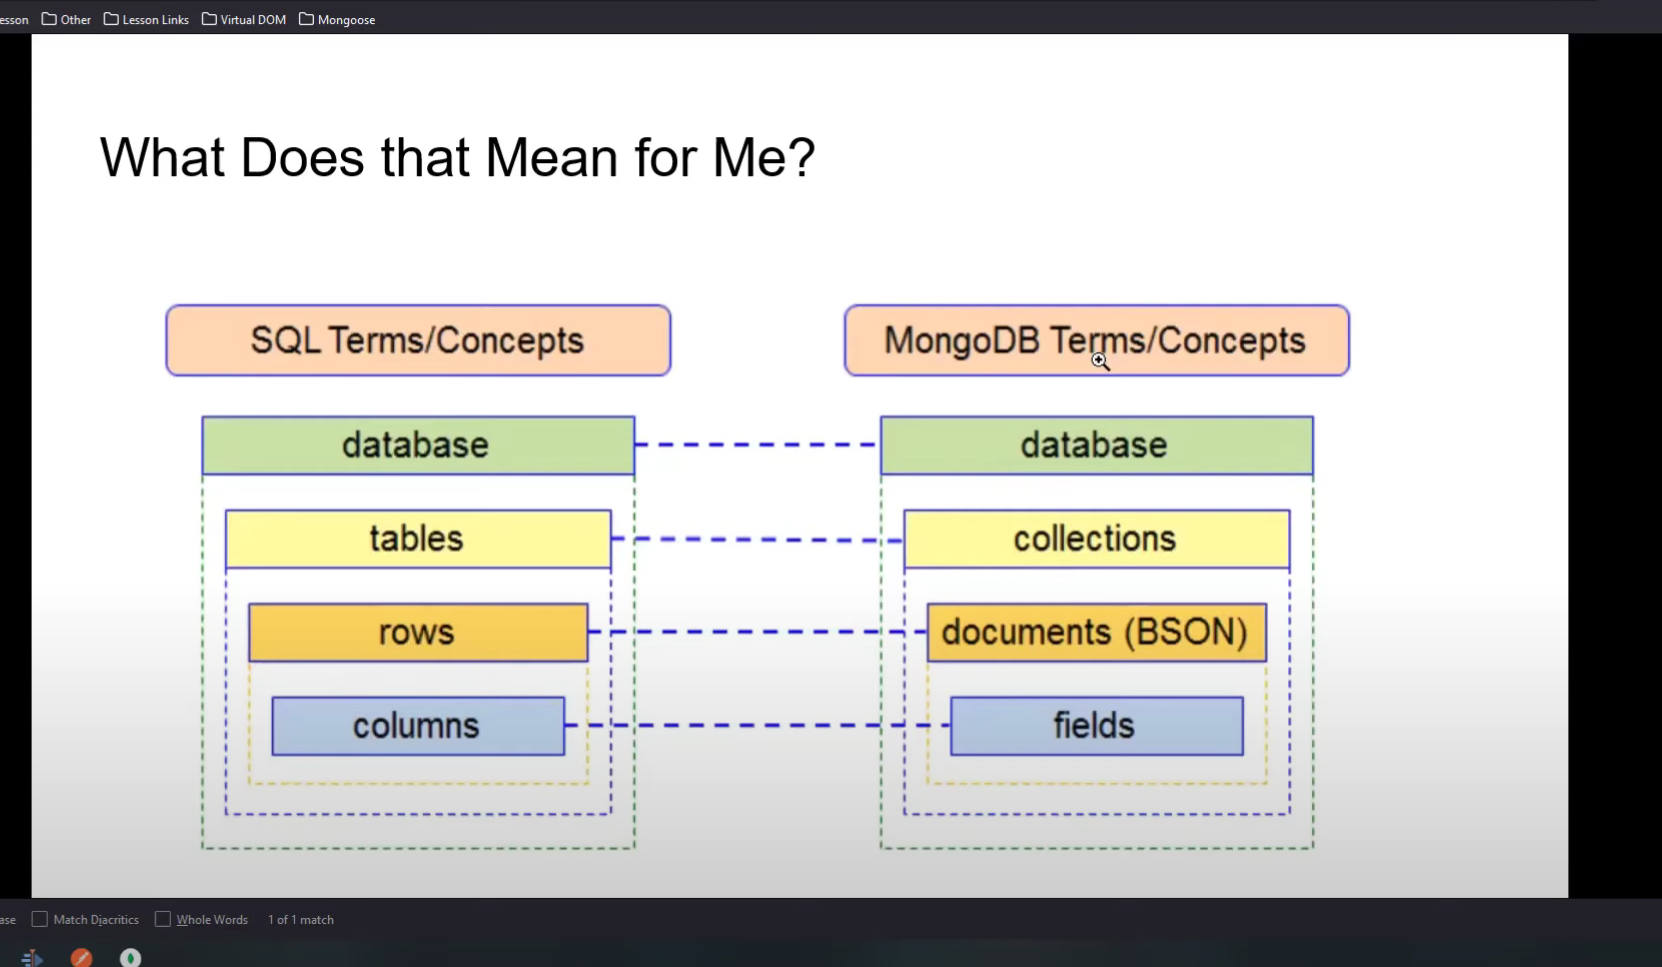 esson Other Lesson Links Virtual DOM Mongoose
What Does that Mean for Me?
SQL Terms/Concepts MongoDB Terms/Concepts
database database
tables collections
rows documents (BSON)
columns fields
ase Match Diacritics Whole Words 1 of 1 match